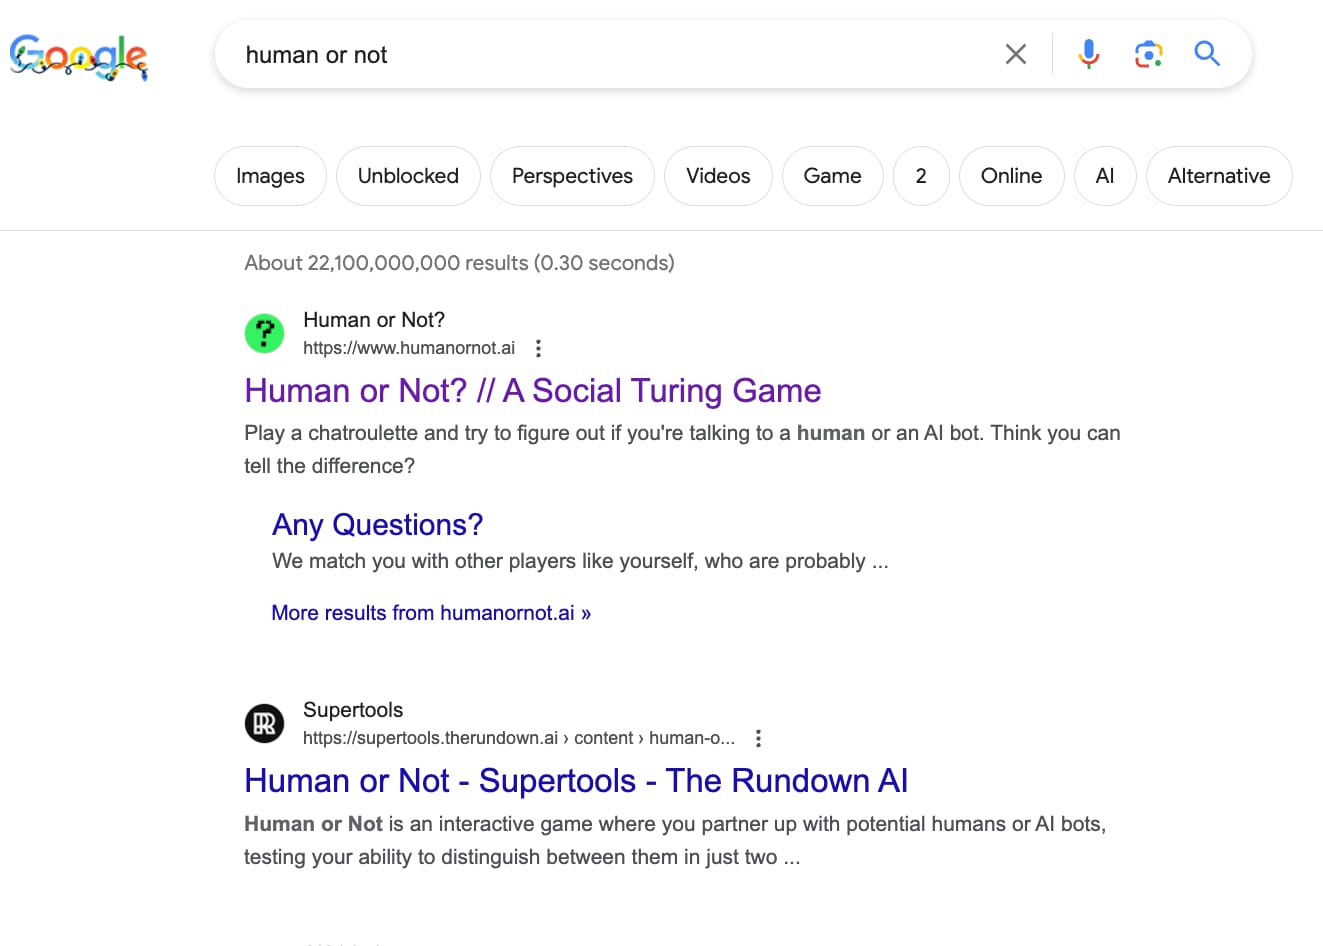 Google
human or not
Images Unblocked Perspectives Videos Game 2 Online AI Alternative
About 22,100,000,000 results (0.30 seconds)
?
Human or Not?
https://www.humanornot.ai
Human or Not? // A Social Turing Game
Play a chatroulette and try to figure out if you're talking to a human or an AI bot. Think you can
tell the difference?
Any Questions?
We match you with other players like yourself, who are probably ...
More results from humanornot.ai »
Supertools
https://supertools.therundown.ai › content › human-o...
Human or Not - Supertools - The Rundown AI
Human or Not is an interactive game where you partner up with potential humans or AI bots,
testing your ability to distinguish between them in just two ...